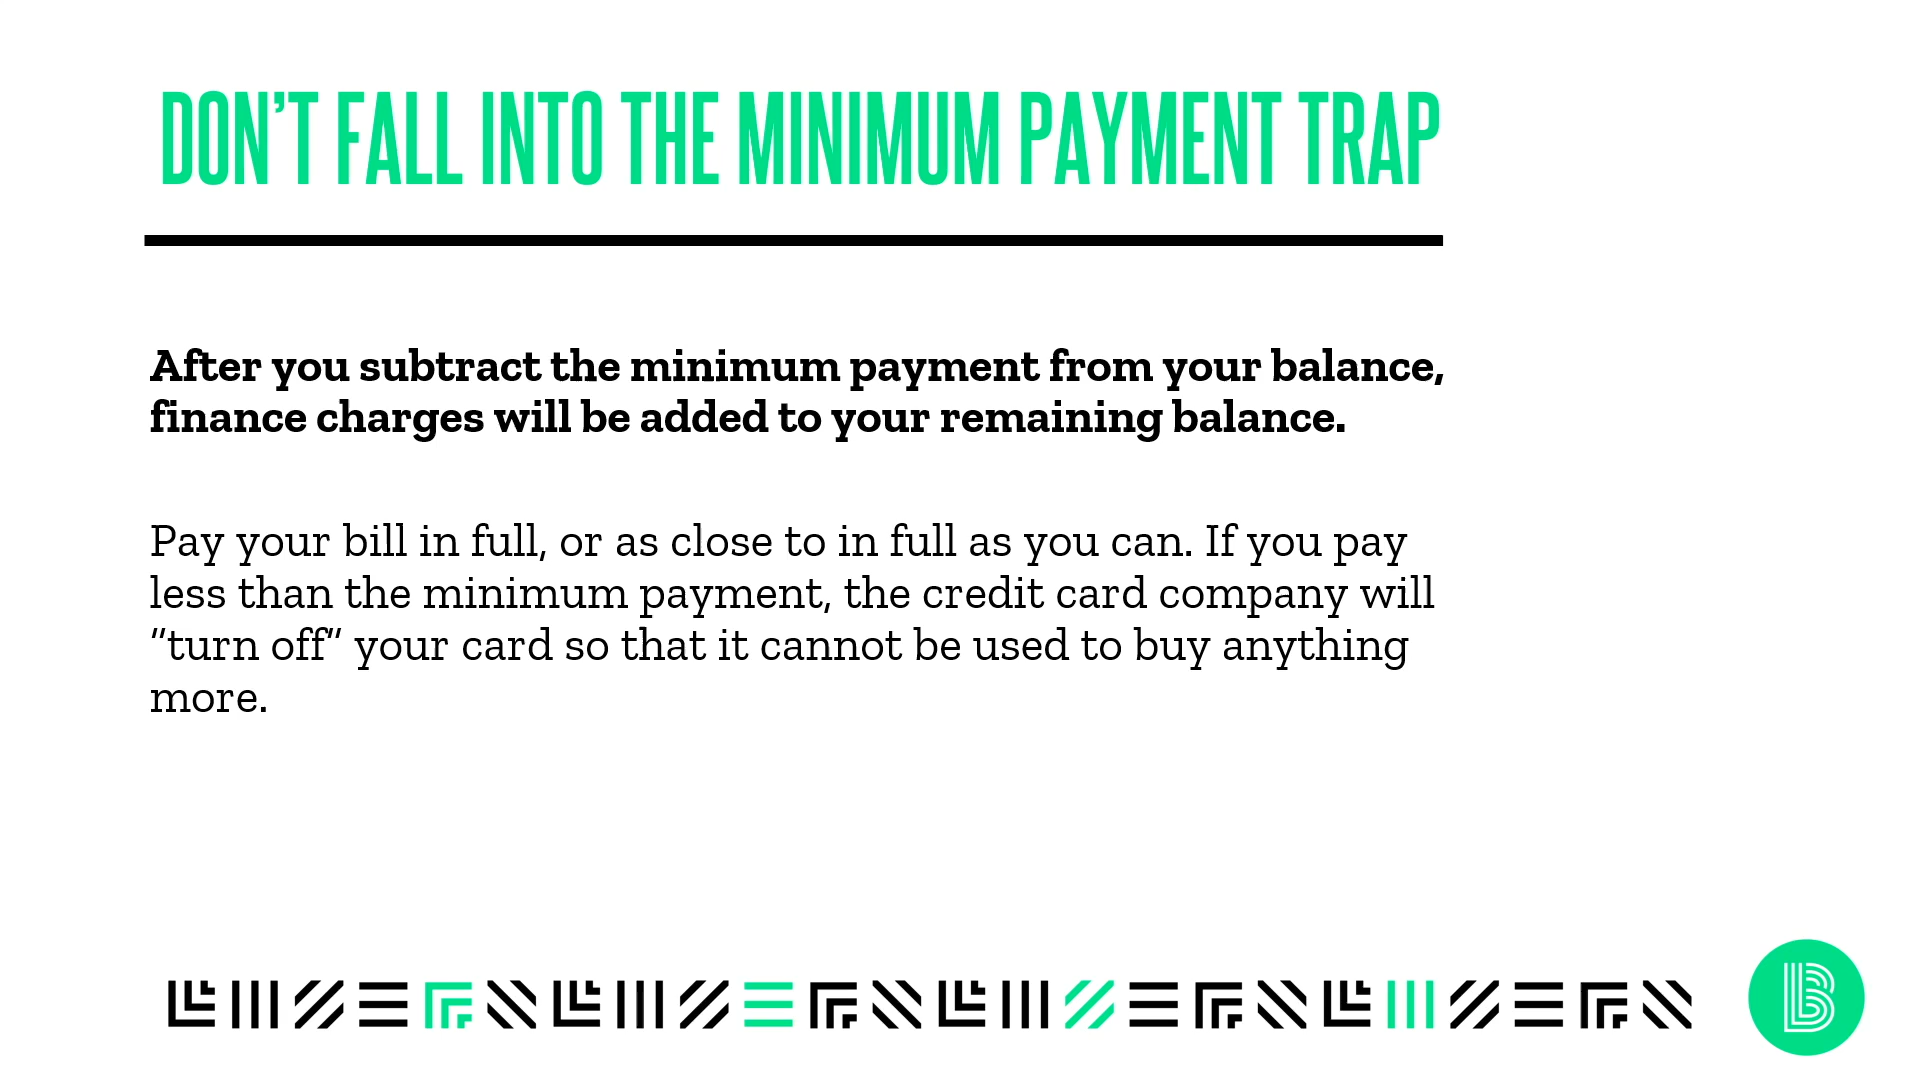 DON’T FALL INTO THE MINIMUM PAYMENT TRAP
After you subtract the minimum payment from your balance,
finance charges will be added to your remaining balance.
Pay your bill in full, or as close to in full as you can. If you pay
less than the minimum payment, the credit card company will
“turn off” your card so that it cannot be used to buy anything
more.
B